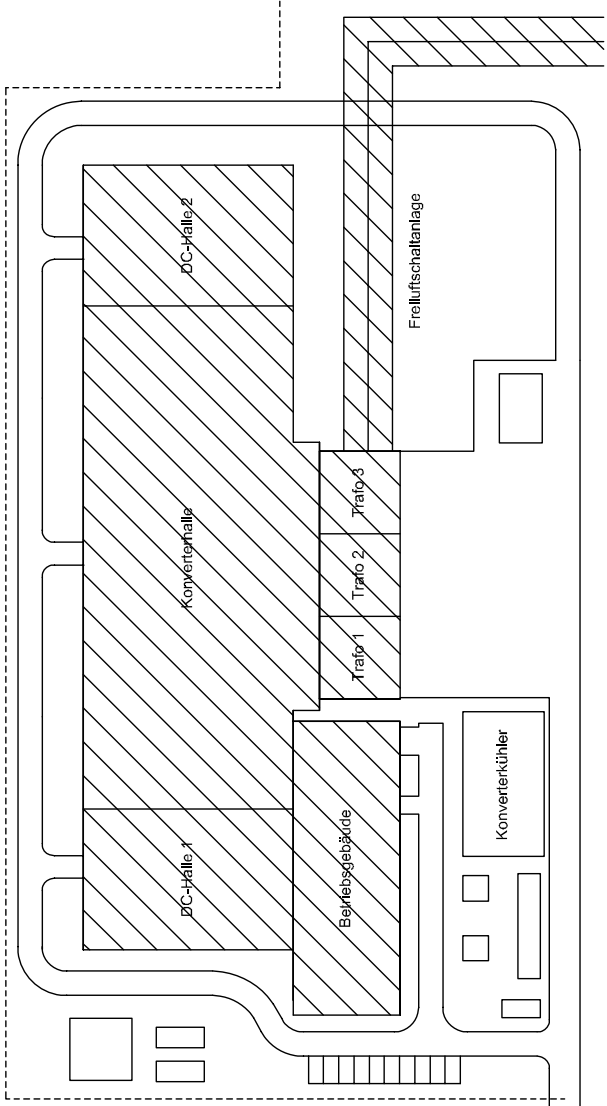 DC-Halle 2
Freiluftschaltanlage
Konverterhalle
Trafo 3
Trafo 2
Trafo 1
Konverterkühler
DC-Halle 1
Betriebsgebäude